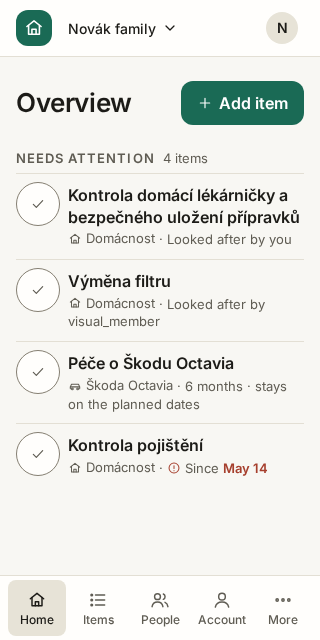 Novák family
N
Overview
Add item
NEEDS ATTENTION 4 items
Kontrola domácí lékárničky a
bezpečného uložení přípravků
Domácnost · Looked after by you
Výměna filtru
Domácnost · Looked after by
visual_member
Péče o Škodu Octavia
Škoda Octavia · 6 months · stays
on the planned dates
Kontrola pojištění
Domácnost · Since May 14
Home
Items
People
Account
More